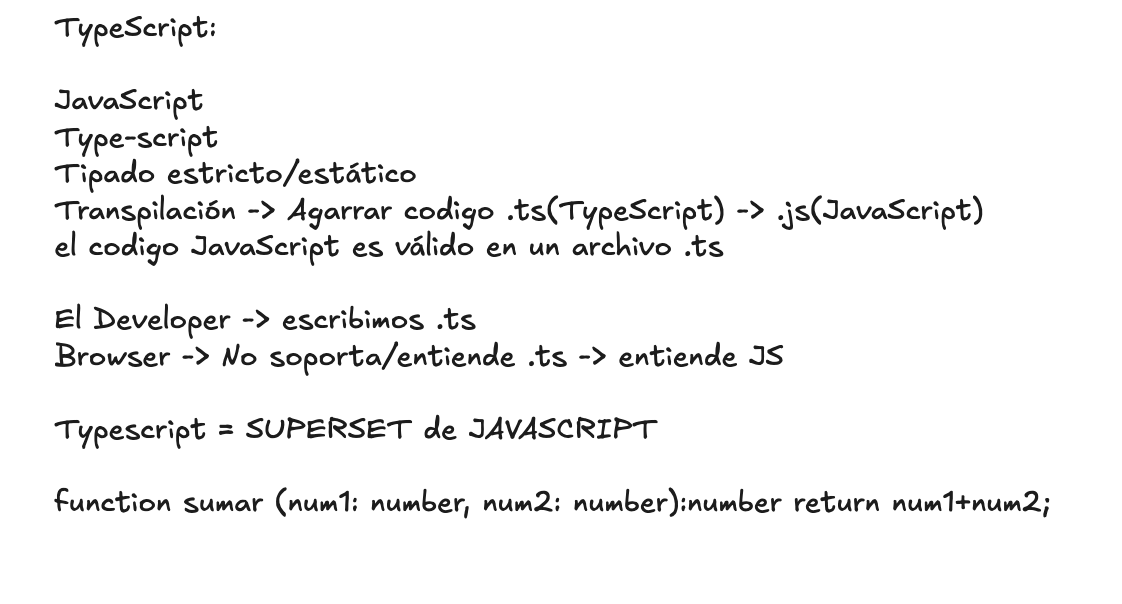 TypeScript:
JavaScript
Type-script
Tipado estricto/estático
Transpilación -> Agarrar codigo .ts(TypeScript) -> .js(JavaScript)
el codigo JavaScript es válido en un archivo .ts
El Developer -> escribimos .ts
Browser -> No soporta/entiende .ts -> entiende JS
Typescript = SUPERSET de JAVASCRIPT
function sumar (num1: number, num2: number):number return num1+num2;